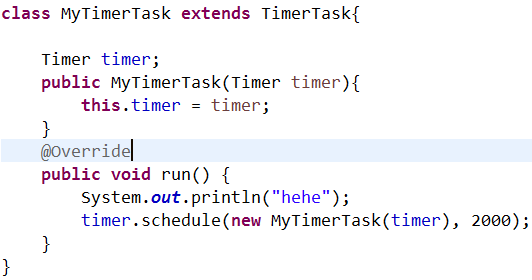 class MyTimerTask extends TimerTask{
Timer timer;
public MyTimerTask(Timer timer){
this.timer = timer;
}
@Override
public void run() {
System.out.println("hehe");
timer.schedule(new MyTimerTask(timer), 2000);
}
}